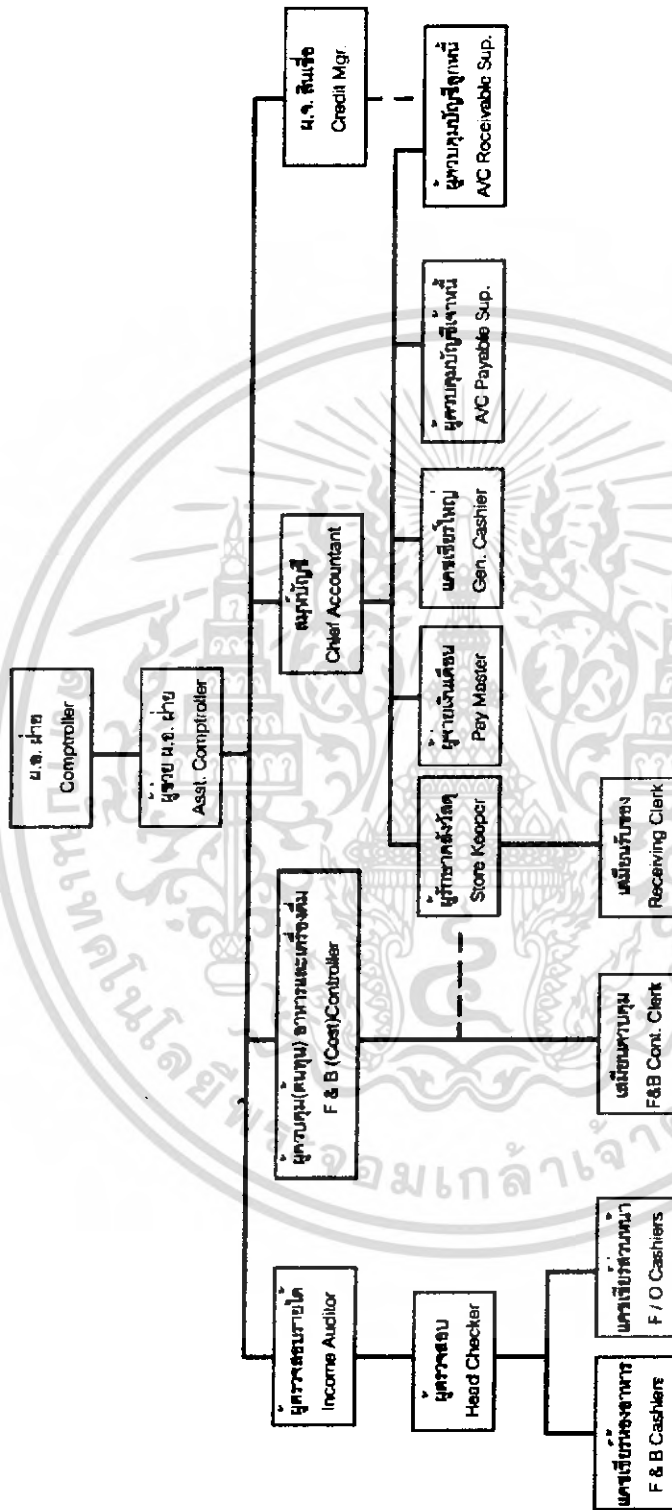 ผ.จ. ฝ่าย
Comptroller
ผู้ช่วย ผ.จ. ฝ่าย
Asst. Comptroller
ผู้ตรวจสอบรายได้
Income Auditor
ผู้ควบคุม(ต้นทุน) อาหารและเครื่องดื่ม
F & B (Cost)Controller
สมุห์บัญชี
Chief Accountant
ผ.จ. สินเชื่อ
Credit Mgr.
ผู้ตรวจสอบ
Head Checker
ผู้รักษาคลังวัสดุ
Store Keeper
ผู้จ่ายเงินเดือน
Pay Master
แคชเชียร์ใหญ่
Gen. Cashier
ผู้ควบคุมบัญชีเจ้าหนี้
A/C Payable Sup.
ผู้ควบคุมบัญชีลูกหนี้
A/C Receivable Sup.
แคชเชียร์ห้องอาหาร
F & B Cashiers
แคชเชียร์ส่วนหน้า
F / O Cashiers
เสมียนควบคุม
F&B Cont. Clerk
เสมียนรับของ
Receiving Clerk